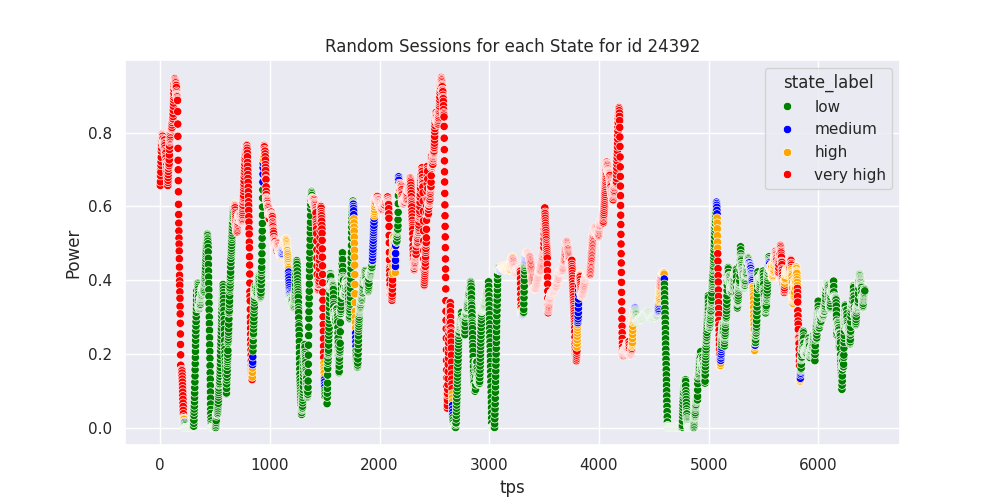 Random Sessions for each State for id 24392
state_label
low
medium
high
very high
Power
0.8
0.6
0.4
0.2
0.0
0 1000 2000 3000 4000 5000 6000
tps